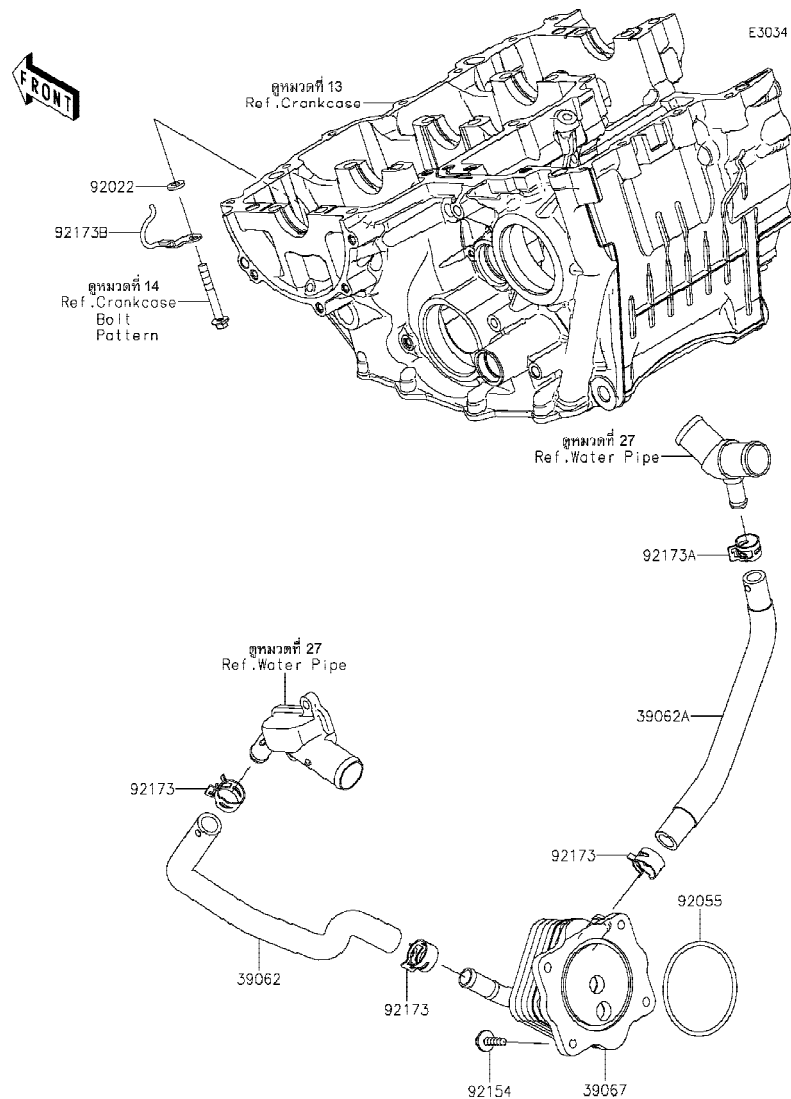 E3034
FRONT
ดูหมวดที่ 13
Ref.Crankcase
92022
92173B
ดูหมวดที่ 14
Ref.Crankcase
Bolt
Pattern
ดูหมวดที่ 27
Ref.Water Pipe
92173A
ดูหมวดที่ 27
Ref.Water Pipe
39062A
92173
92173
92055
39062
92173
92154
39067